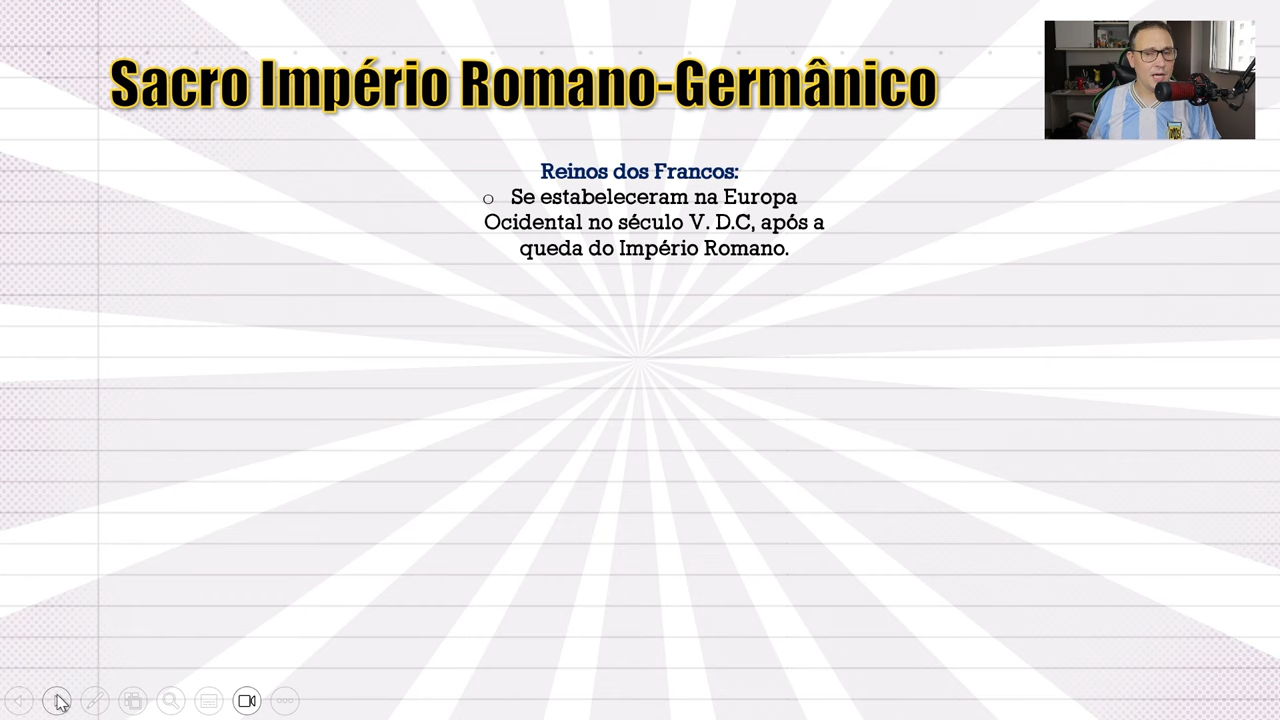 Sacro Império Romano-Germânico
Reinos dos Francos:
o Se estabeleceram na Europa
Ocidental no século V. D.C, após a
queda do Império Romano.